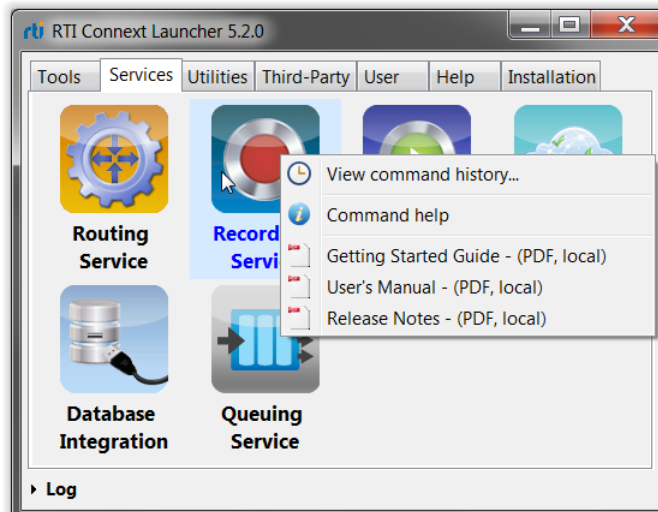 rti RTI Connext Launcher 5.2.0
Tools Services Utilities Third-Party User Help Installation
View command history...
Command help
Getting Started Guide - (PDF, local)
User's Manual - (PDF, local)
Release Notes - (PDF, local)
Routing
Service
Record
Servi
Database
Integration
Queuing
Service
Log